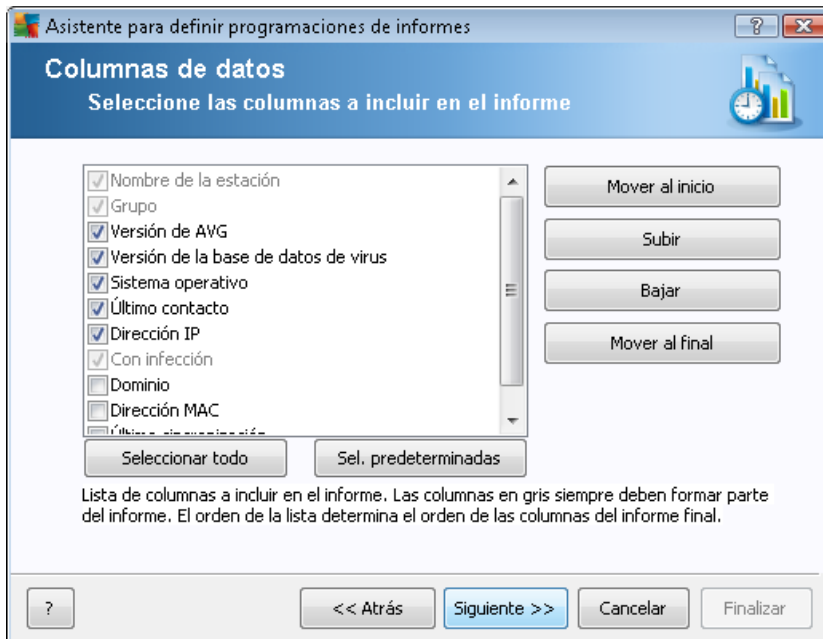 Asistente para definir programaciones de informes
Columnas de datos
Seleccione las columnas a incluir en el informe
Nombre de la estación
Grupo
Versión de AVG
Versión de la base de datos de virus
Sistema operativo
Último contacto
Dirección IP
Con infección
Dominio
Dirección MAC
Última sincronización
Mover al inicio
Subir
Bajar
Mover al final
Seleccionar todo
Sel. predeterminadas
Lista de columnas a incluir en el informe. Las columnas en gris siempre deben formar parte
del informe. El orden de la lista determina el orden de las columnas del informe final.
?
<< Atrás
Siguiente >>
Cancelar
Finalizar